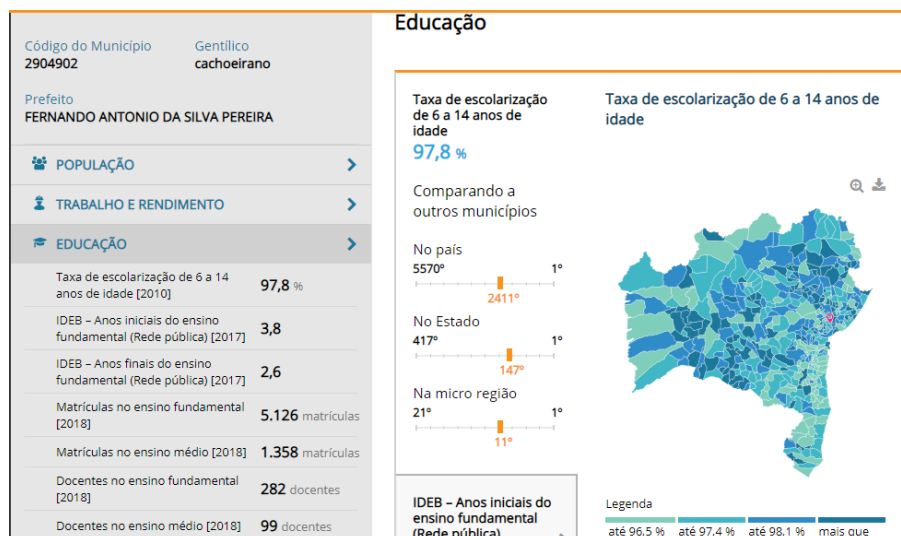 Educação
Código do Município Gentílico
2904902 cachoeirano
Prefeito
FERNANDO ANTONIO DA SILVA PEREIRA
POPULAÇÃO
TRABALHO E RENDIMENTO
EDUCAÇÃO
Taxa de escolarização de 6 a 14
anos de idade [2010] 97,8 %
IDEB – Anos iniciais do ensino
fundamental (Rede pública) [2017] 3,8
IDEB – Anos finais do ensino
fundamental (Rede pública) [2017] 2,6
Matrículas no ensino fundamental
[2018] 5.126 matrículas
Matrículas no ensino médio [2018] 1.358 matrículas
Docentes no ensino fundamental
[2018] 282 docentes
Docentes no ensino médio [2018] 99 docentes
Taxa de escolarização
de 6 a 14 anos de
idade
97,8 %
Comparando a
outros municípios
No país
5570º 1º
2411º
No Estado
417º 1º
147º
Na micro região
21º 1º
11º
IDEB – Anos iniciais do
ensino fundamental
(Rede pública)
Taxa de escolarização de 6 a 14 anos de
idade
Legenda
até 96,5 % até 97,4 % até 98,1 % mais que